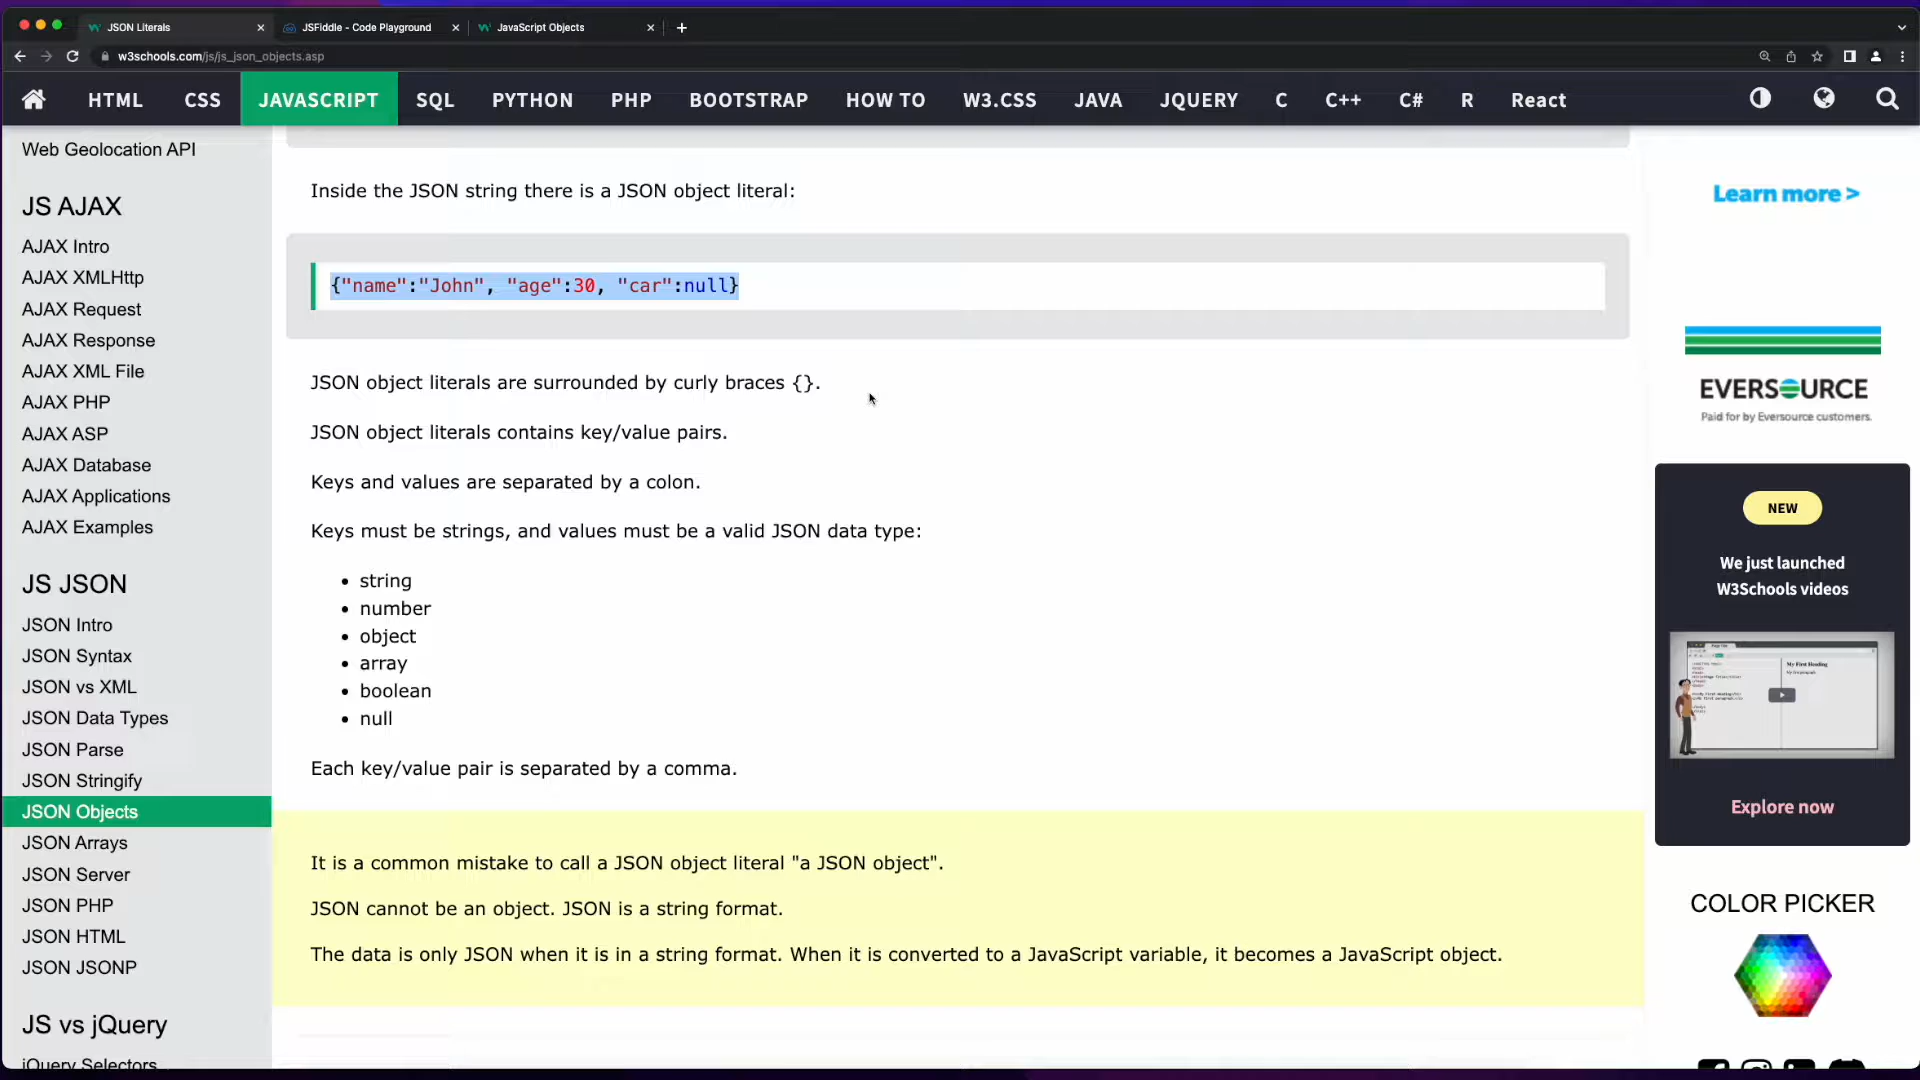 JSON Literals
JSFiddle - Code Playground
JavaScript Objects
w3schools.com/js/js_json_objects.asp
HTML CSS JAVASCRIPT SQL PYTHON PHP BOOTSTRAP HOW TO W3.CSS JAVA JQUERY C C++ C# R React
Web Geolocation API
JS AJAX
AJAX Intro
AJAX XMLHttp
AJAX Request
AJAX Response
AJAX XML File
AJAX PHP
AJAX ASP
AJAX Database
AJAX Applications
AJAX Examples
JS JSON
JSON Intro
JSON Syntax
JSON vs XML
JSON Data Types
JSON Parse
JSON Stringify
JSON Objects
JSON Arrays
JSON Server
JSON PHP
JSON HTML
JSON JSONP
JS vs jQuery
jQuery Selectors
Inside the JSON string there is a JSON object literal:
{"name":"John", "age":30, "car":null}
JSON object literals are surrounded by curly braces {}.
JSON object literals contains key/value pairs.
Keys and values are separated by a colon.
Keys must be strings, and values must be a valid JSON data type:
• string
• number
• object
• array
• boolean
• null
Each key/value pair is separated by a comma.
It is a common mistake to call a JSON object literal "a JSON object".
JSON cannot be an object. JSON is a string format.
The data is only JSON when it is in a string format. When it is converted to a JavaScript variable, it becomes a JavaScript object.
Learn more >
EVERSOURCE
Paid for by Eversource customers.
NEW
We just launched
W3Schools videos
My First Heading
Explore now
COLOR PICKER